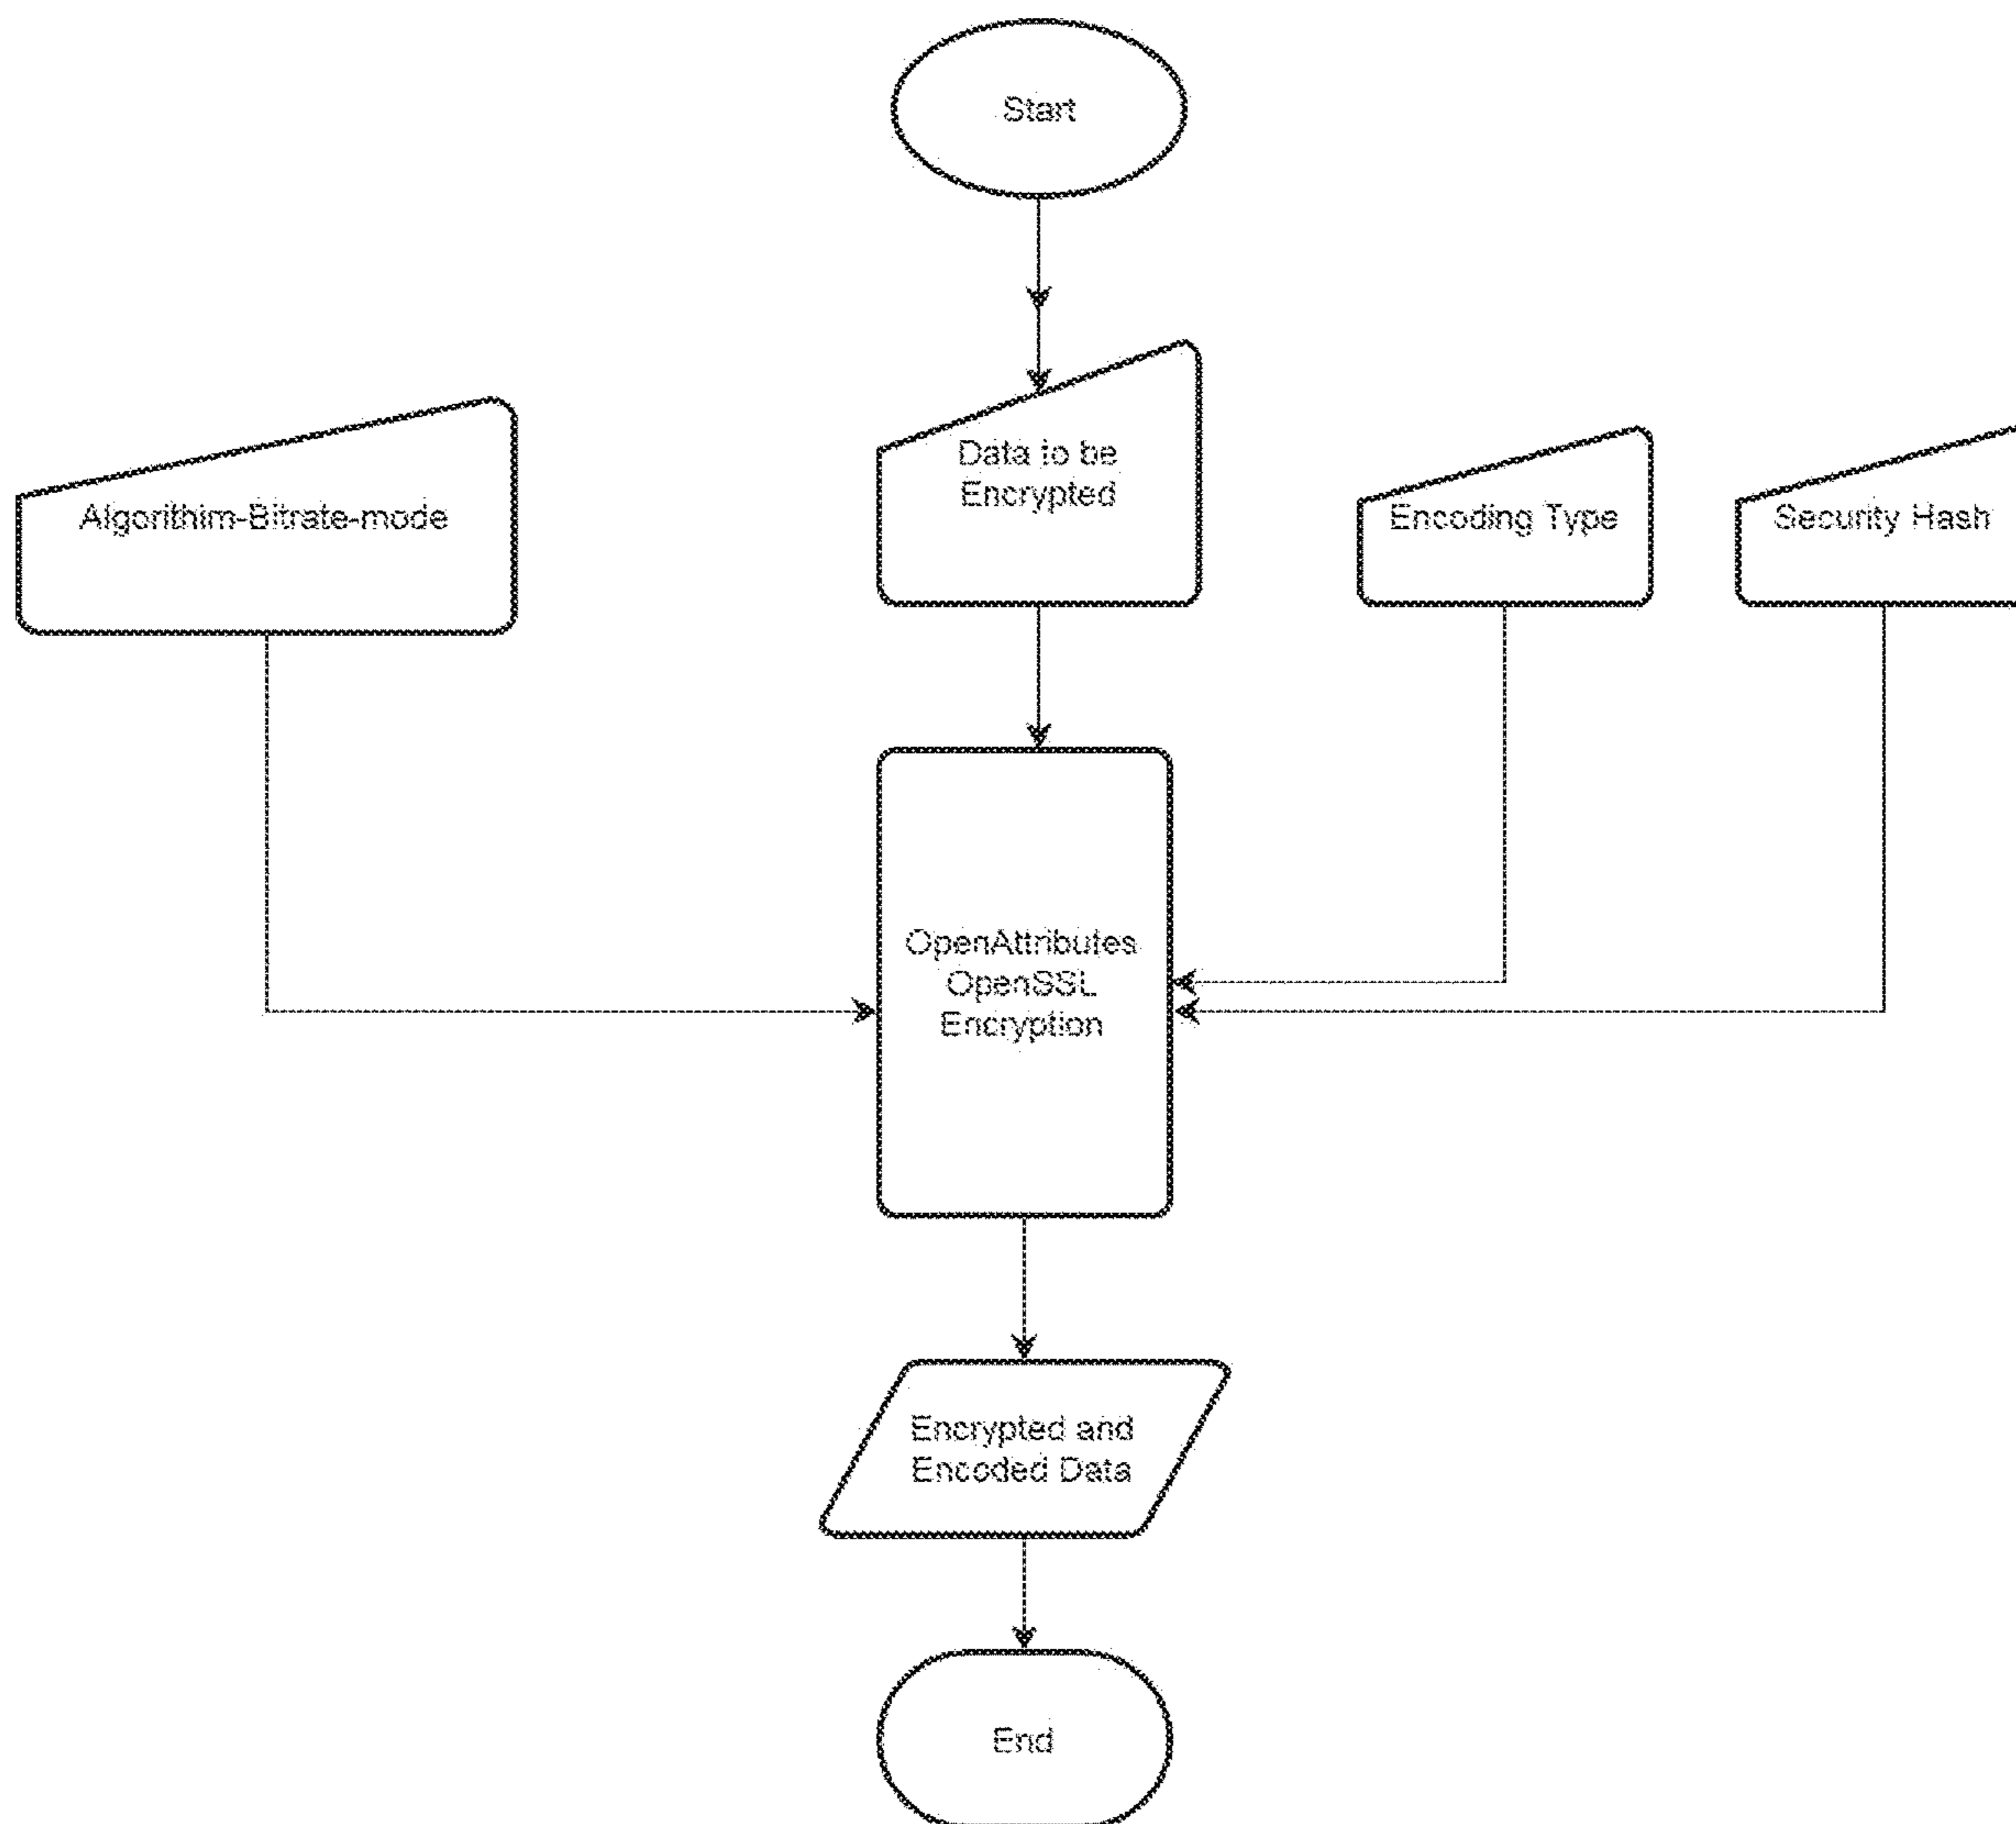 Start
Data to be
Encrypted
Algorithim-Bitrate-mode
Encoding Type
Security Hash
OpenAttributes
OpenSSL
Encryption
Encrypted and
Encoded Data
End